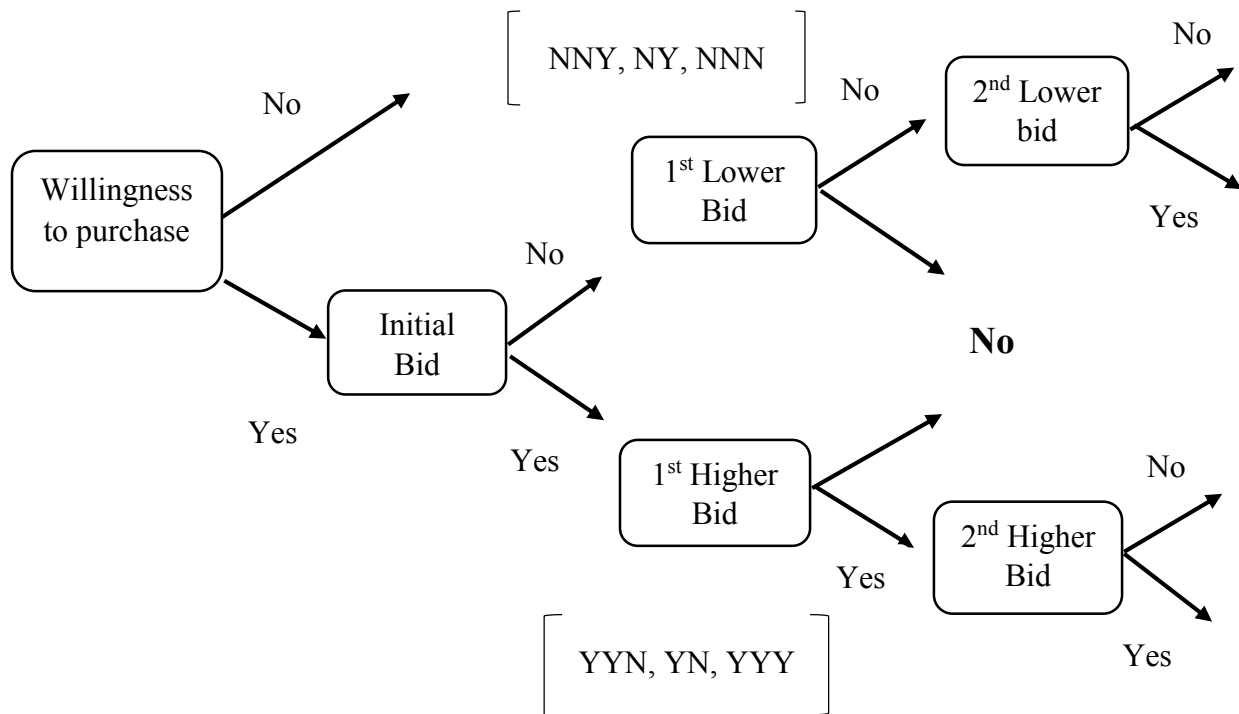 NNY, NY, NNN
No
No
No
2nd Lower
bid
Willingness
to purchase
1st Lower
Bid
Yes
No
Initial
Bid
No
Yes
Yes
1st Higher
Bid
No
2nd Higher
Bid
Yes
YYN, YN, YYY
Yes